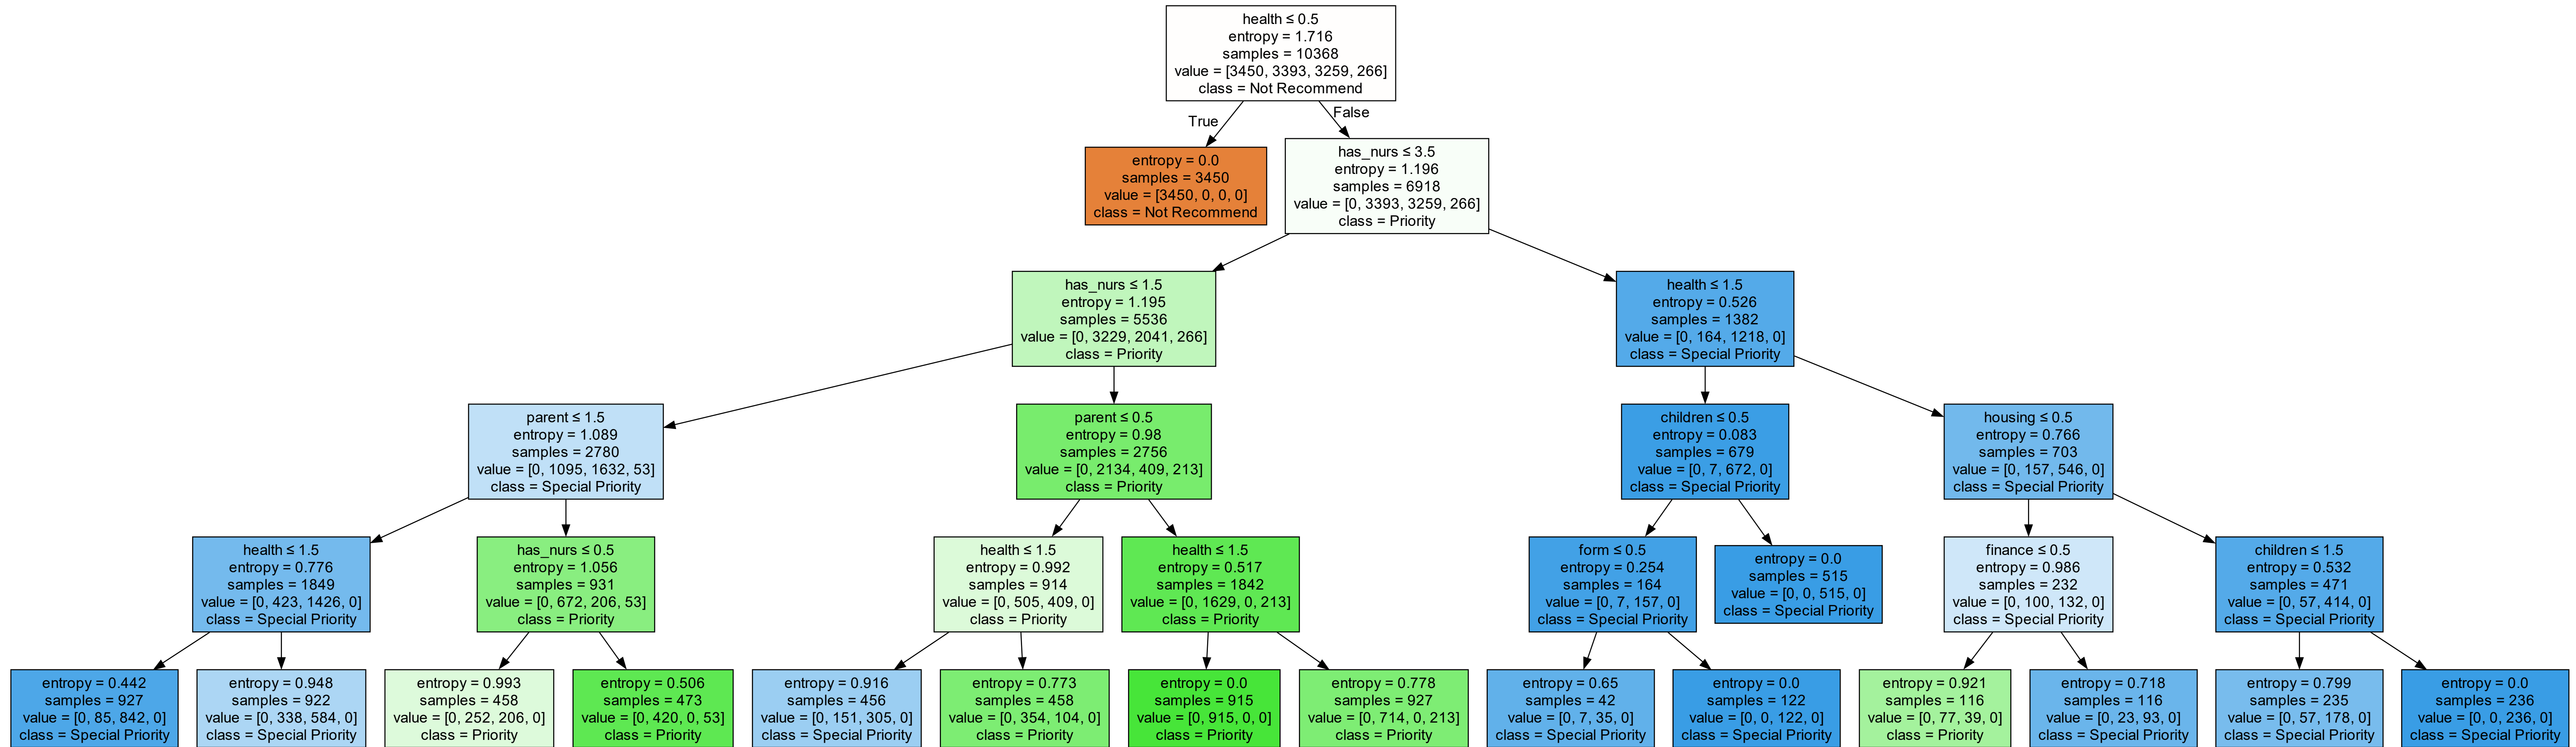 health ≤ 0.5
entropy = 1.716
samples = 10368
value = [3450, 3393, 3259, 266]
class = Not Recommend
True
False
entropy = 0.0
samples = 3450
value = [3450, 0, 0, 0]
class = Not Recommend
has_nurs ≤ 3.5
entropy = 1.196
samples = 6918
value = [0, 3393, 3259, 266]
class = Priority
has_nurs ≤ 1.5
entropy = 1.195
samples = 5536
value = [0, 3229, 2041, 266]
class = Priority
health ≤ 1.5
entropy = 0.526
samples = 1382
value = [0, 164, 1218, 0]
class = Special Priority
parent ≤ 1.5
entropy = 1.089
samples = 2780
value = [0, 1095, 1632, 53]
class = Special Priority
parent ≤ 0.5
entropy = 0.98
samples = 2756
value = [0, 2134, 409, 213]
class = Priority
children ≤ 0.5
entropy = 0.083
samples = 679
value = [0, 7, 672, 0]
class = Special Priority
housing ≤ 0.5
entropy = 0.766
samples = 703
value = [0, 157, 546, 0]
class = Special Priority
health ≤ 1.5
entropy = 0.776
samples = 1849
value = [0, 423, 1426, 0]
class = Special Priority
has_nurs ≤ 0.5
entropy = 1.056
samples = 931
value = [0, 672, 206, 53]
class = Priority
health ≤ 1.5
entropy = 0.992
samples = 914
value = [0, 505, 409, 0]
class = Priority
health ≤ 1.5
entropy = 0.517
samples = 1842
value = [0, 1629, 0, 213]
class = Priority
form ≤ 0.5
entropy = 0.254
samples = 164
value = [0, 7, 157, 0]
class = Special Priority
entropy = 0.0
samples = 515
value = [0, 0, 515, 0]
class = Special Priority
finance ≤ 0.5
entropy = 0.986
samples = 232
value = [0, 100, 132, 0]
class = Special Priority
children ≤ 1.5
entropy = 0.532
samples = 471
value = [0, 57, 414, 0]
class = Special Priority
entropy = 0.442
samples = 927
value = [0, 85, 842, 0]
class = Special Priority
entropy = 0.948
samples = 922
value = [0, 338, 584, 0]
class = Special Priority
entropy = 0.993
samples = 458
value = [0, 252, 206, 0]
class = Priority
entropy = 0.506
samples = 473
value = [0, 420, 0, 53]
class = Priority
entropy = 0.916
samples = 456
value = [0, 151, 305, 0]
class = Special Priority
entropy = 0.773
samples = 458
value = [0, 354, 104, 0]
class = Priority
entropy = 0.0
samples = 915
value = [0, 915, 0, 0]
class = Priority
entropy = 0.778
samples = 927
value = [0, 714, 0, 213]
class = Priority
entropy = 0.65
samples = 42
value = [0, 7, 35, 0]
class = Special Priority
entropy = 0.0
samples = 122
value = [0, 0, 122, 0]
class = Special Priority
entropy = 0.921
samples = 116
value = [0, 77, 39, 0]
class = Priority
entropy = 0.718
samples = 116
value = [0, 23, 93, 0]
class = Special Priority
entropy = 0.799
samples = 235
value = [0, 57, 178, 0]
class = Special Priority
entropy = 0.0
samples = 236
value = [0, 0, 236, 0]
class = Special Priority